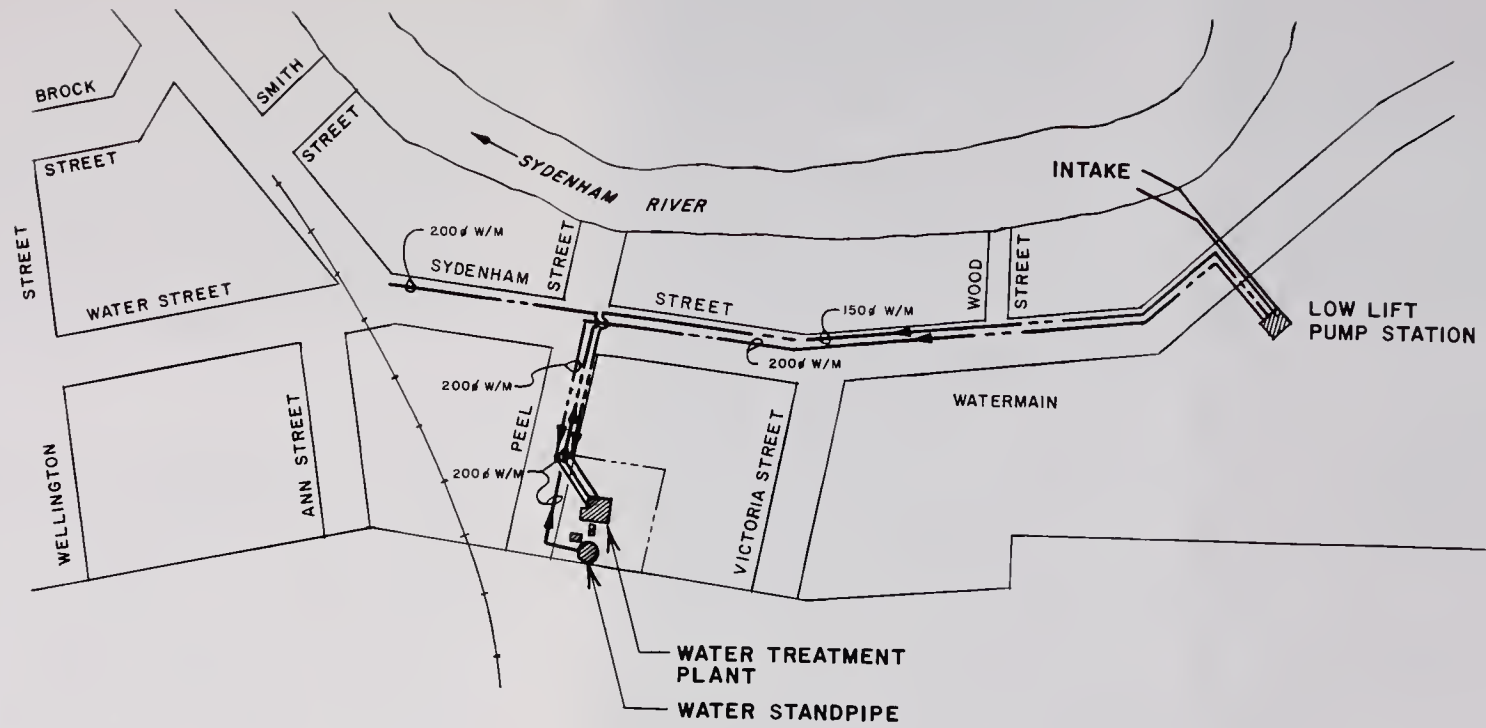 BROCK
STREET
SMITH
STREET
SYDENHAM
RIVER
INTAKE
STREET
WATER STREET
200ø W/M
SYDENHAM
STREET
STREET
150ø W/M
200ø W/M
WOOD
STREET
LOW LIFT
PUMP STATION
WATERMAIN
200ø W/M
PEEL
200ø W/M
WELLINGTON
ANN STREET
VICTORIA STREET
WATER TREATMENT
PLANT
WATER STANDPIPE